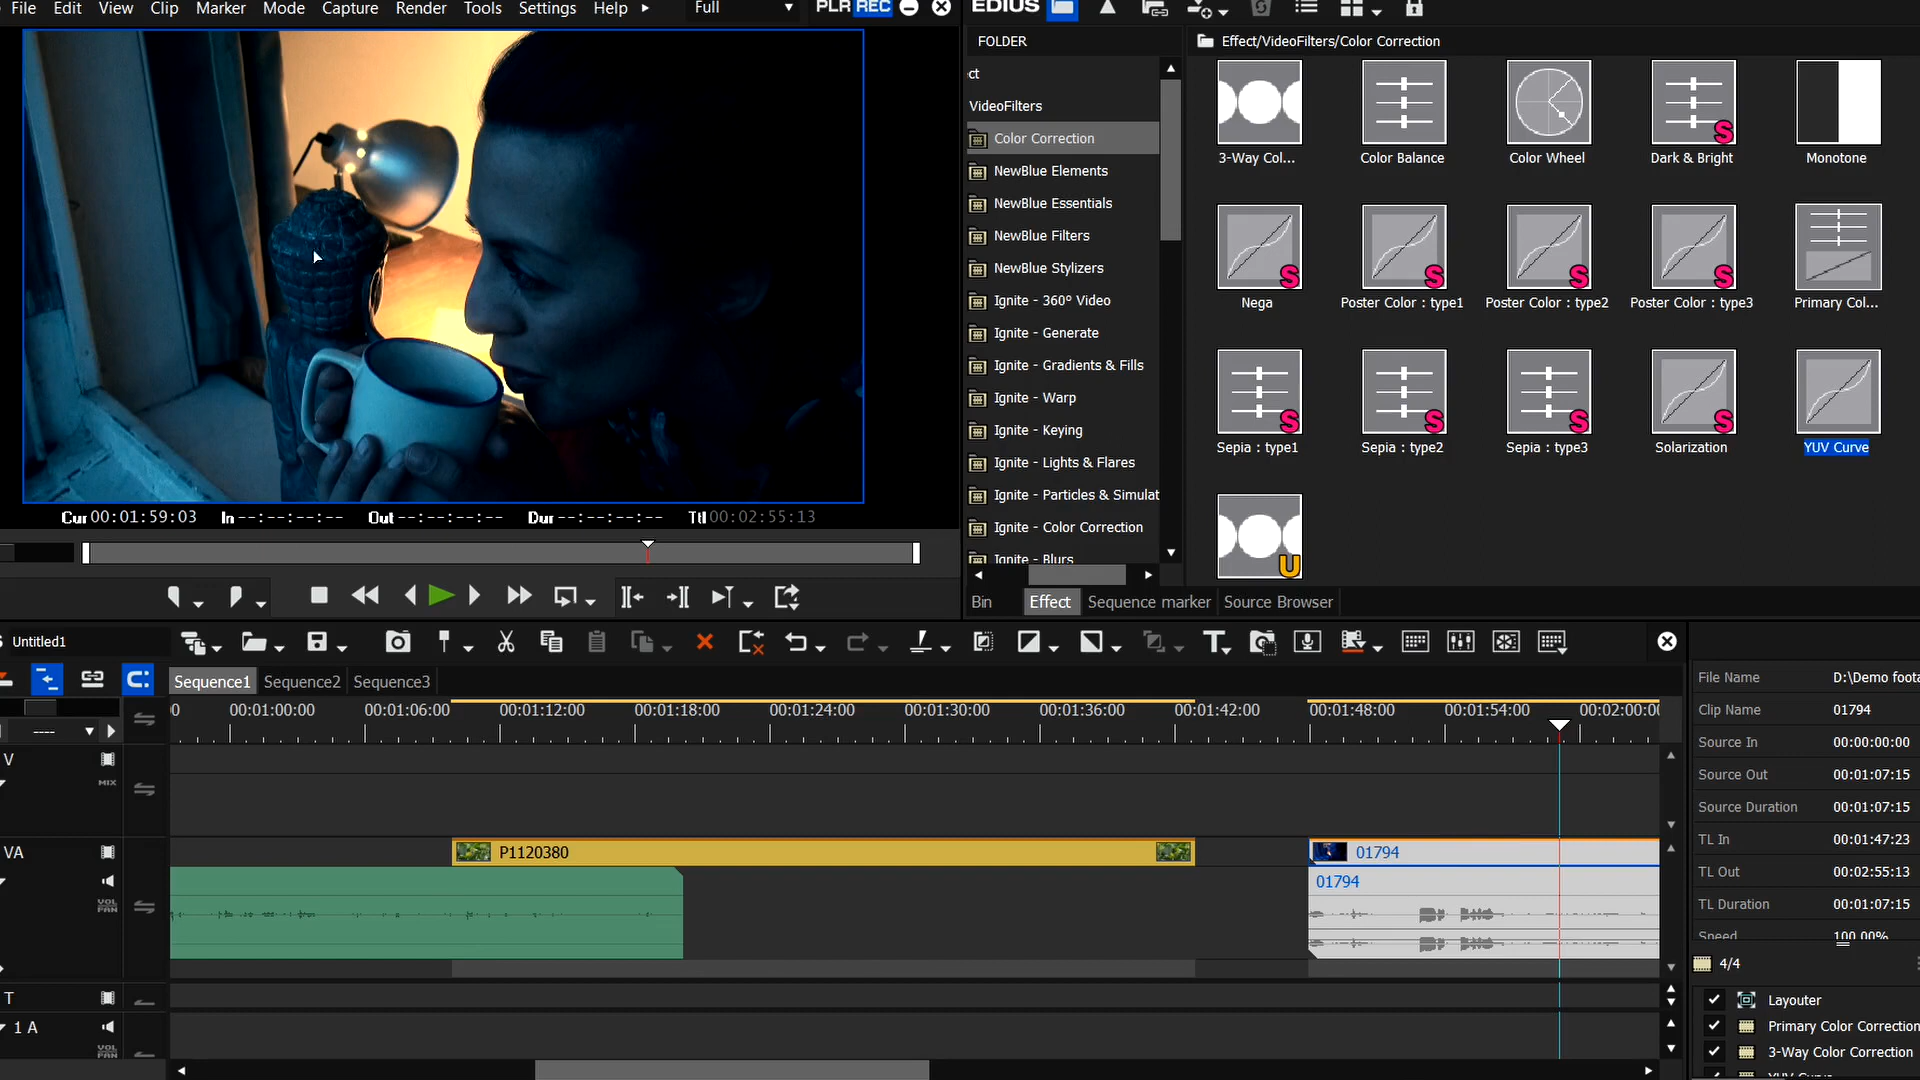 File Edit View Clip Marker Mode Capture Render Tools Settings Help Full PLR REC
EDIUS
FOLDER
Effect/VideoFilters/Color Correction
ct
VideoFilters
Color Correction
NewBlue Elements
NewBlue Essentials
NewBlue Filters
NewBlue Stylizers
Ignite - 360° Video
Ignite - Generate
Ignite - Gradients & Fills
Ignite - Warp
Ignite - Keying
Ignite - Lights & Flares
Ignite - Particles & Simulat
Ignite - Color Correction
Ignite - Blurs
3-Way Col... Color Balance Color Wheel Dark & Bright Monotone
S
Nega Poster Color : type1 Poster Color : type2 Poster Color : type3 Primary Col...
S S S S
Sepia : type1 Sepia : type2 Sepia : type3 Solarization YUV Curve
S S S S
U
Cur 00:01:59:03 In --:--:--:-- Out --:--:--:-- Dur --:--:--:-- Ttl 00:02:55:13
Bin Effect Sequence marker Source Browser
Untitled1
Sequence1 Sequence2 Sequence3
0 00:01:00:00 00:01:06:00 00:01:12:00 00:01:18:00 00:01:24:00 00:01:30:00 00:01:36:00 00:01:42:00 00:01:48:00 00:01:54:00 00:02:00:00
----
V
MIX
VA
P1120380
01794
01794
VOL
PAN
T
1 A
VOL
PAN
File Name D:\Demo foota
Clip Name 01794
Source In 00:00:00:00
Source Out 00:01:07:15
Source Duration 00:01:07:15
TL In 00:01:47:23
TL Out 00:02:55:13
TL Duration 00:01:07:15
Speed 100.00%
4/4
Layouter
Primary Color Correction
3-Way Color Correction
YUV Curve